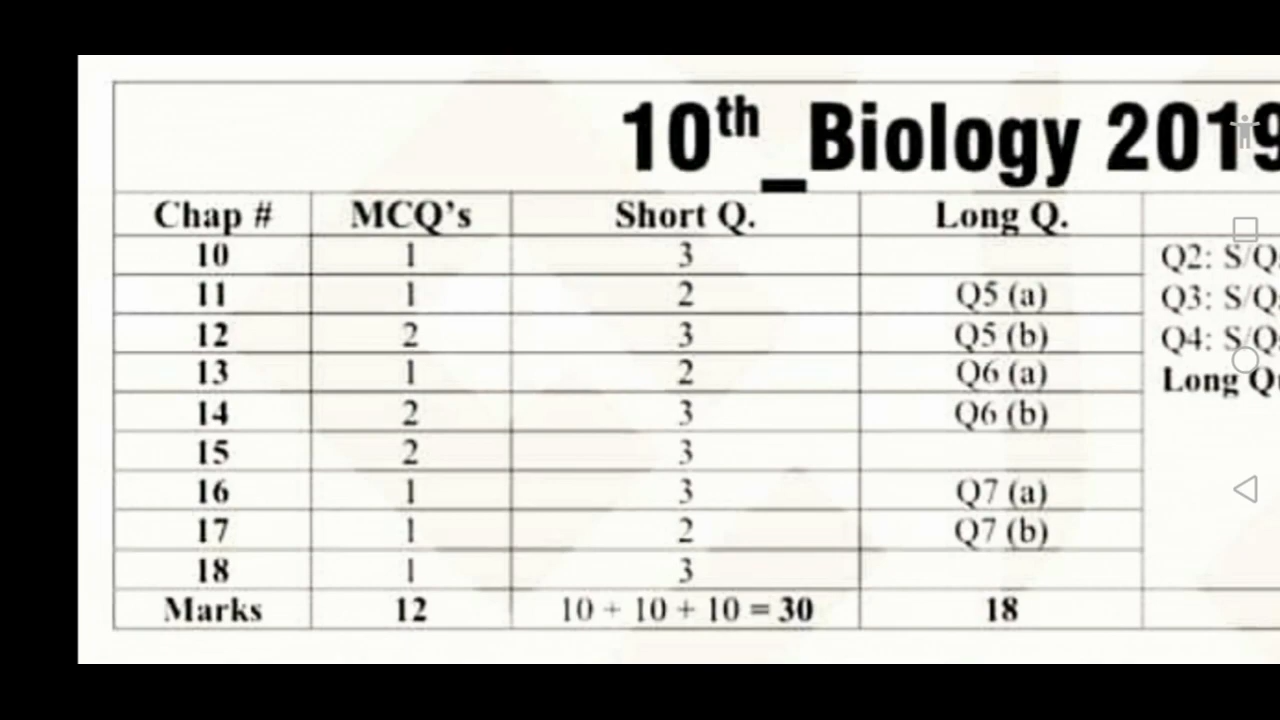 10th_Biology 2019
Chap # MCQ's Short Q. Long Q.
10 1 3 Q2: S/Q
11 1 2 Q5 (a) Q3: S/Q
12 2 3 Q5 (b) Q4: S/Q
13 1 2 Q6 (a) Long Q
14 2 3 Q6 (b)
15 2 3
16 1 3 Q7 (a)
17 1 2 Q7 (b)
18 1 3
Marks 12 10 + 10 + 10 = 30 18